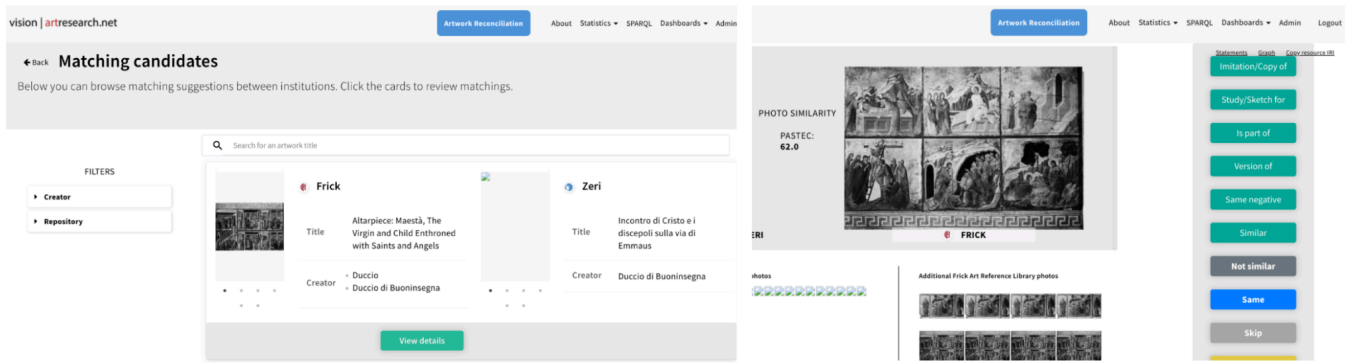 vision | artresearch.net
Artwork Reconciliation
About Statistics SPARQL Dashboards Admin
Back Matching candidates
Below you can browse matching suggestions between institutions. Click the cards to review matchings.
Search for an artwork title
FILTERS
Creator
Repository
Frick
Title
Altarpiece: Maestà, The
Virgin and Child Enthroned
with Saints and Angels
Creator
Duccio
Duccio di Buoninsegna
Zeri
Title
Incontro di Cristo e i
discepoli sulla via di
Emmaus
Creator
Duccio di Buoninsegna
View details
Artwork Reconciliation
About Statistics SPARQL Dashboards Admin Logout
Statements Graph Copy resource IRI
PHOTO SIMILARITY
PASTEC:
62.0
ERI
FRICK
hotos
Additional Frick Art Reference Library photos
Imitation/Copy of
Study/Sketch for
Is part of
Version of
Same negative
Similar
Not similar
Same
Skip